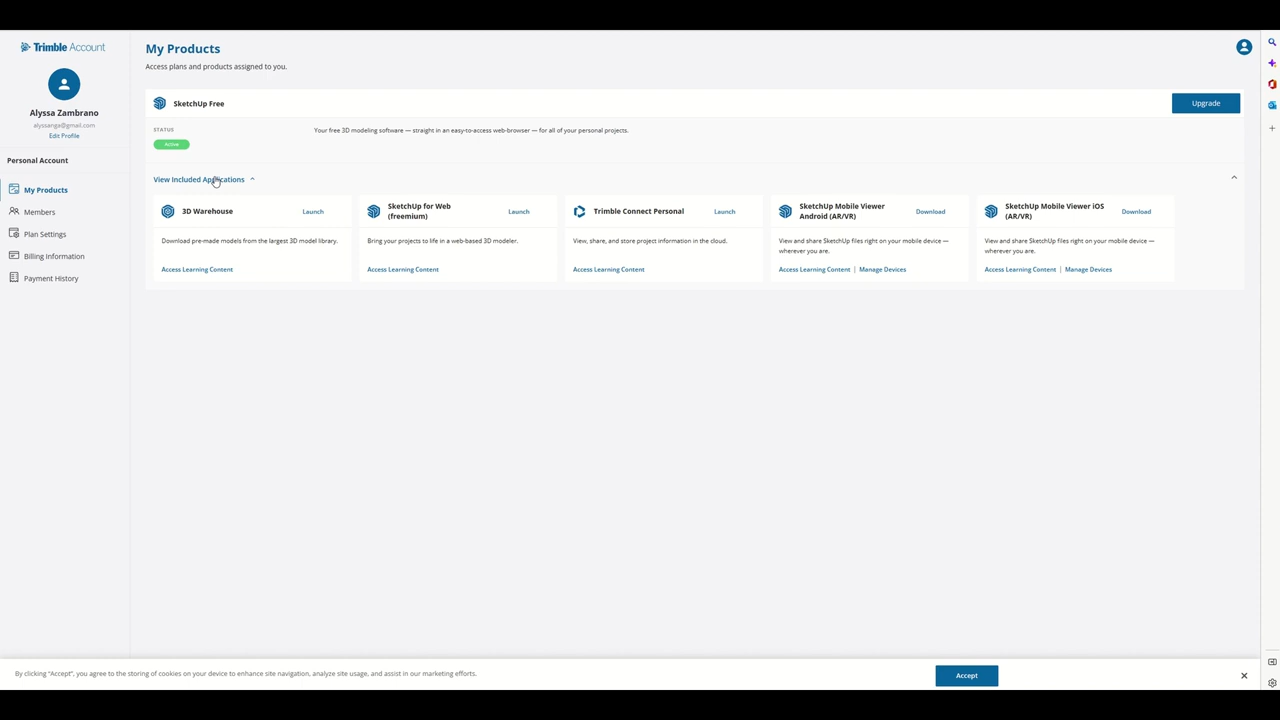 Trimble Account
Alyssa Zambrano
alyssange@gmail.com
Edit Profile
Personal Account
My Products
Members
Plan Settings
Billing Information
Payment History
My Products
Access plans and products assigned to you.
SketchUp Free
Upgrade
STATUS
Active
Your free 3D modeling software — straight in an easy-to-access web-browser — for all of your personal projects.
View Included Applications
3D Warehouse
Launch
Download pre-made models from the largest 3D model library.
Access Learning Content
SketchUp for Web
(freemium)
Launch
Bring your projects to life in a web-based 3D modeler.
Access Learning Content
Trimble Connect Personal
Launch
View, share, and store project information in the cloud.
Access Learning Content
SketchUp Mobile Viewer
Android (AR/VR)
Download
View and share SketchUp files right on your mobile device —
wherever you are.
Access Learning Content | Manage Devices
SketchUp Mobile Viewer iOS
(AR/VR)
Download
View and share SketchUp files right on your mobile device —
wherever you are.
Access Learning Content | Manage Devices
By clicking "Accept", you agree to the storing of cookies on your device to enhance site navigation, analyze site usage, and assist in our marketing efforts.
Accept